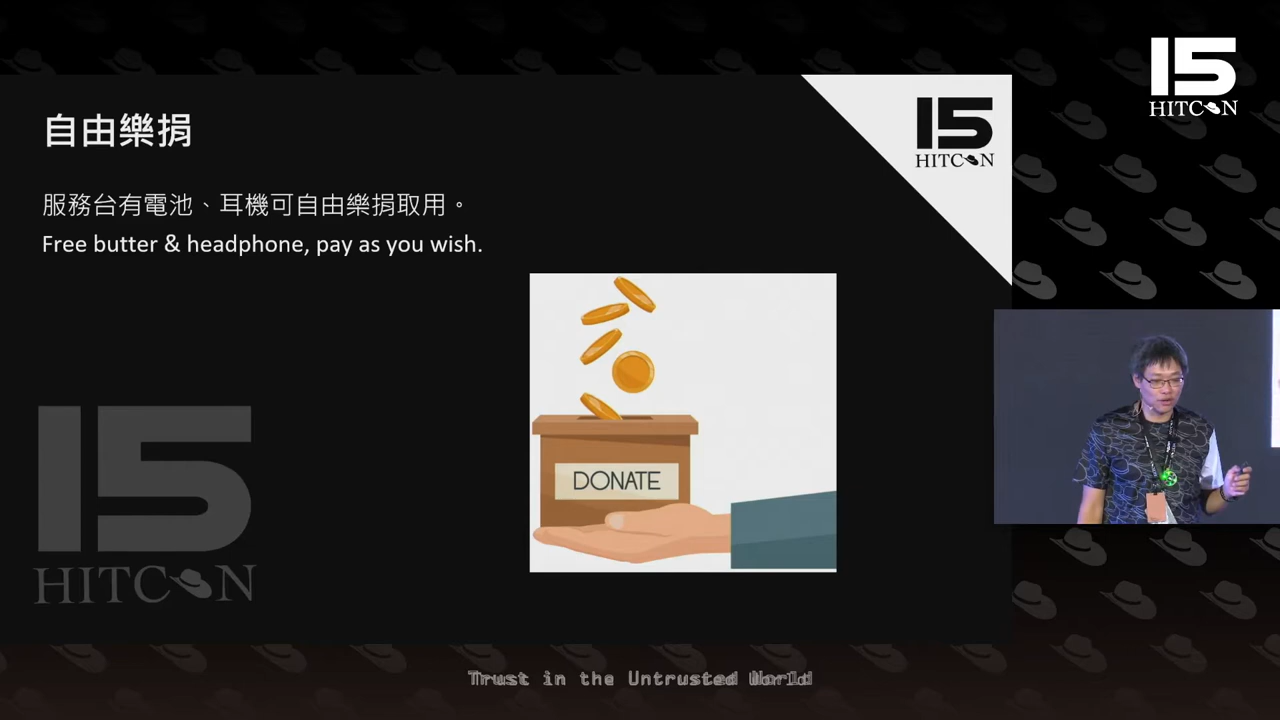 15
HITCON
自由樂捐
15
HITCON
服務台有電池、耳機可自由樂捐取用。
Free butter & headphone, pay as you wish.
DONATE
15
HITCON
Trust in the Untrusted World